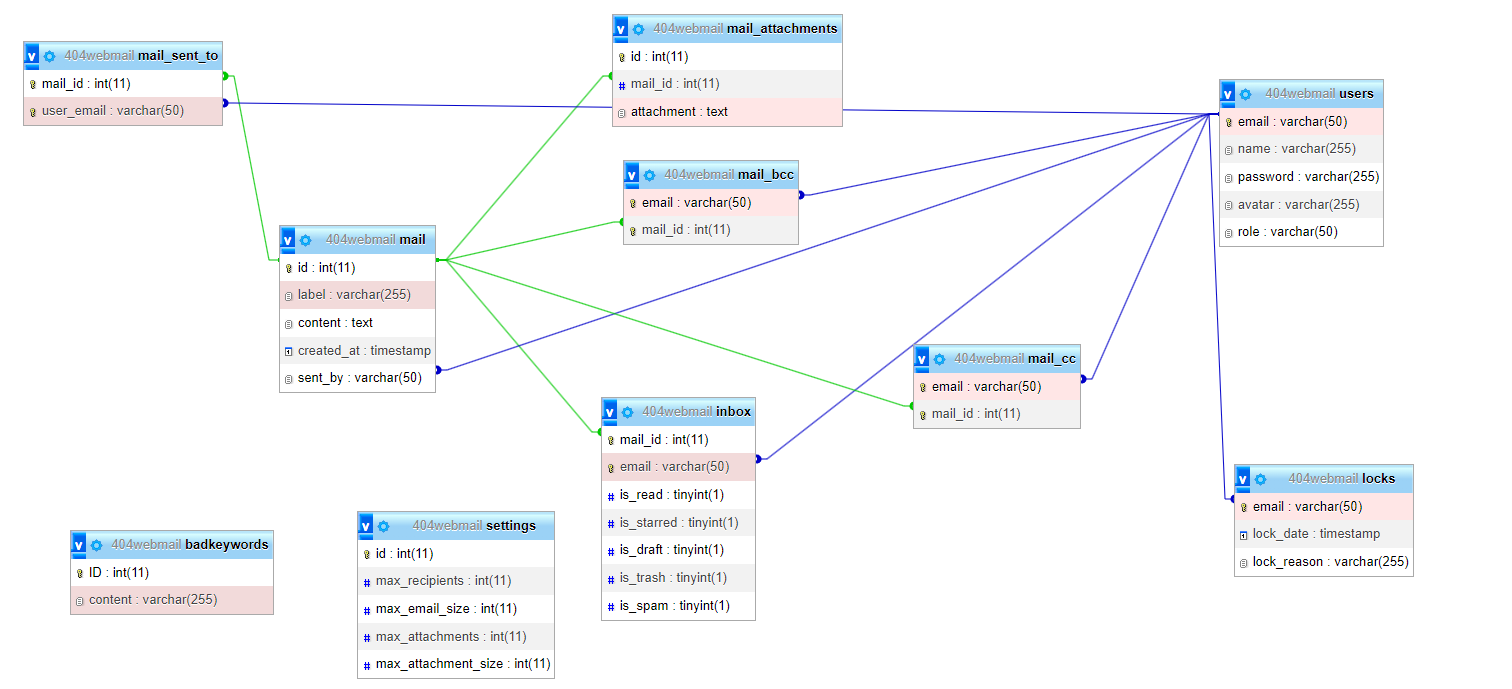 404webmail mail_sent_to
mail_id : int(11)
user_email : varchar(50)
404webmail mail_attachments
id : int(11)
mail_id : int(11)
attachment : text
404webmail users
email : varchar(50)
name : varchar(255)
password : varchar(255)
avatar : varchar(255)
role : varchar(50)
404webmail mail_bcc
email : varchar(50)
mail_id : int(11)
404webmail mail
id : int(11)
label : varchar(255)
content : text
created_at : timestamp
sent_by : varchar(50)
404webmail mail_cc
email : varchar(50)
mail_id : int(11)
404webmail inbox
mail_id : int(11)
email : varchar(50)
is_read : tinyint(1)
is_starred : tinyint(1)
is_draft : tinyint(1)
is_trash : tinyint(1)
is_spam : tinyint(1)
404webmail locks
email : varchar(50)
lock_date : timestamp
lock_reason : varchar(255)
404webmail settings
id : int(11)
max_recipients : int(11)
max_email_size : int(11)
max_attachments : int(11)
max_attachment_size : int(11)
404webmail badkeywords
ID : int(11)
content : varchar(255)